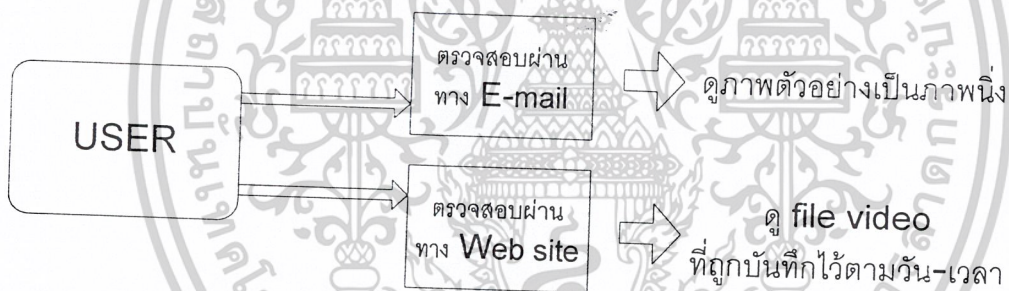 USER
ตรวจสอบผ่าน
ทาง E-mail
ดูภาพตัวอย่างเป็นภาพนิ่ง
ตรวจสอบผ่าน
ทาง Web site
ดู file video
ที่ถูกบันทึกไว้ตามวัน-เวลา